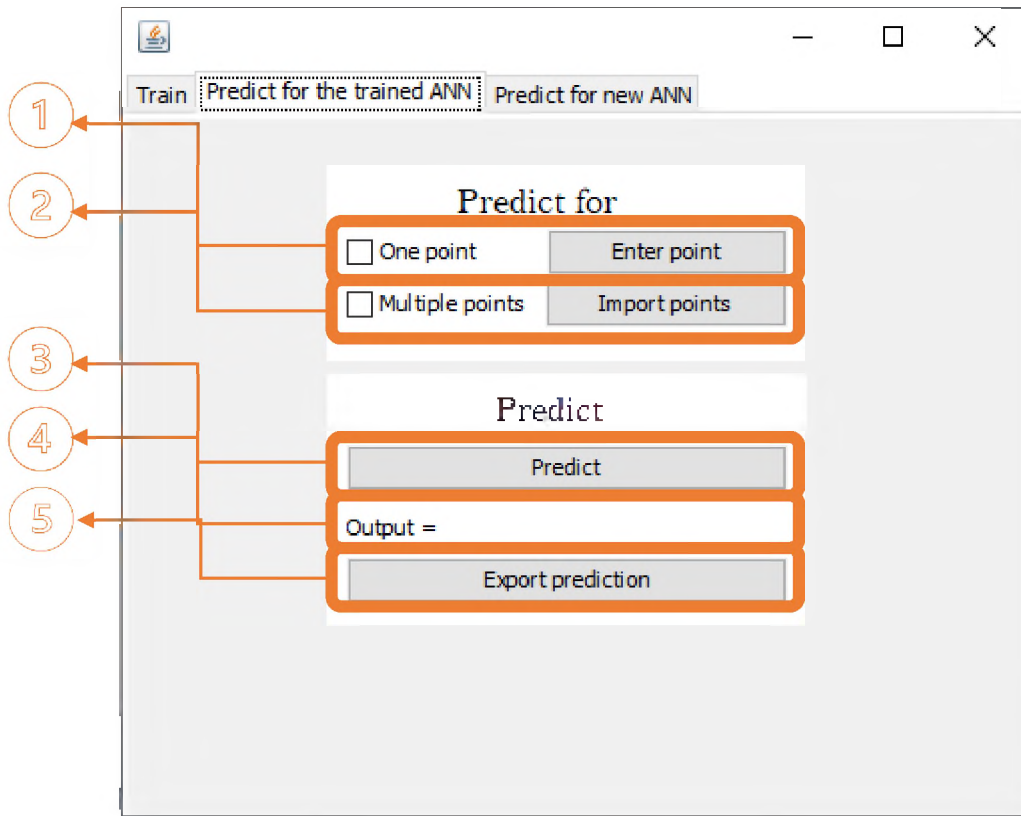 Train Predict for the trained ANN Predict for new ANN
1
2
Predict for
One point Enter point
Multiple points Import points
3
4
5
Predict
Predict
Output =
Export prediction